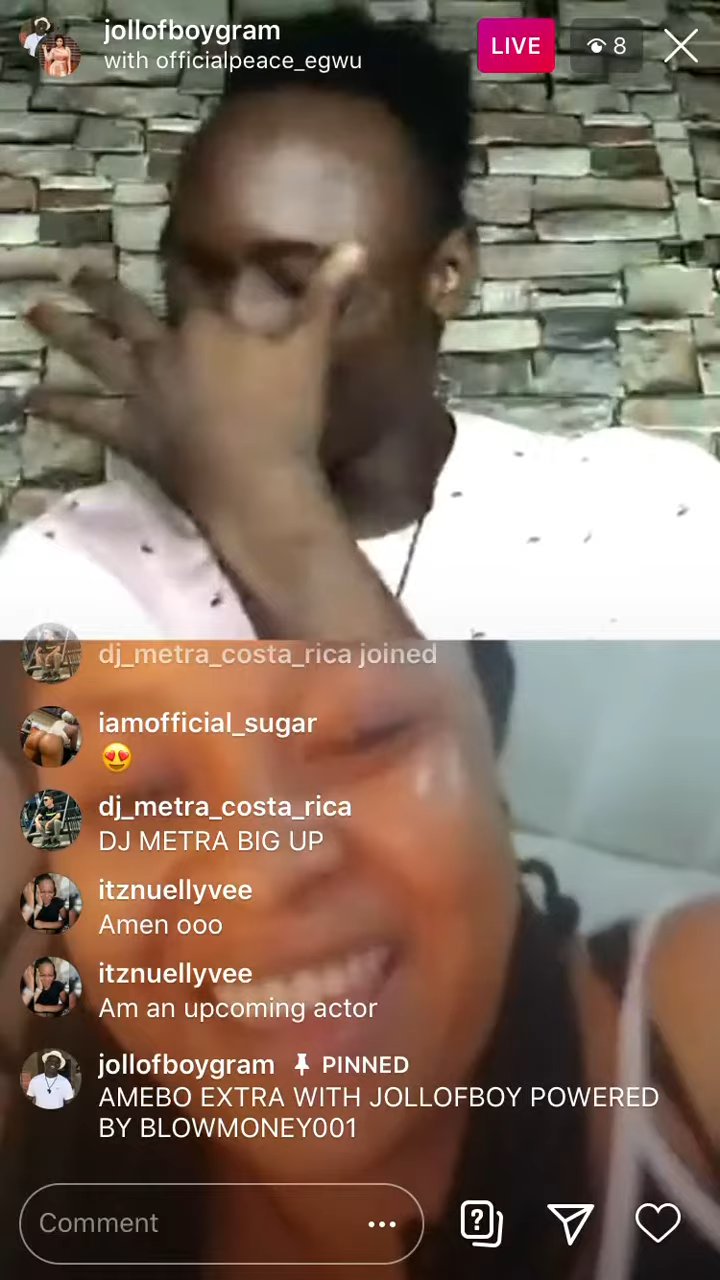 jollofboygram
with officialpeace_egwu
LIVE
8
dj_metra_costa_rica joined
iamofficial_sugar
😍
dj_metra_costa_rica
DJ METRA BIG UP
itznuellyvee
Amen ooo
itznuellyvee
Am an upcoming actor
jollofboygram PINNED
AMEBO EXTRA WITH JOLLOFBOY POWERED
BY BLOWMONEY001
Comment